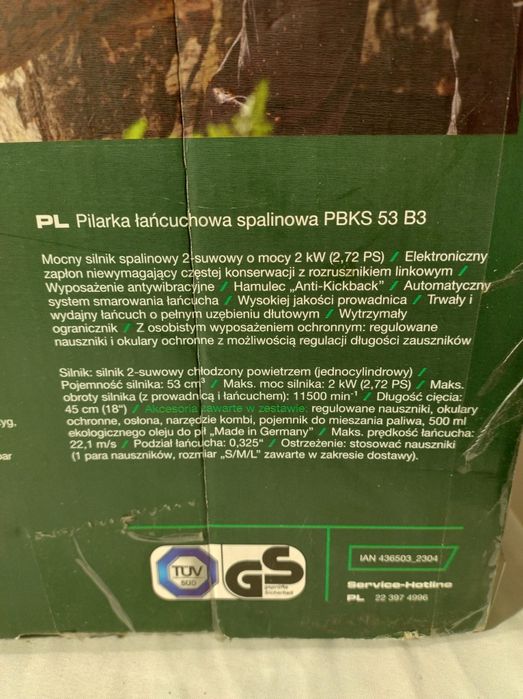 PL Pilarka łańcuchowa spalinowa PBKS 53 B3
Mocny silnik spalinowy 2-suwowy o mocy 2 kW (2,72 PS) / Elektroniczny
zapłon niewymagający częstej konserwacji z rozrusznikiem linkowym /
Wyposażenie antywibracyjne / Hamulec „Anti-Kickback” / Automatyczny
system smarowania łańcucha / Wysokiej jakości prowadnica / Trwały i
wydajny łańcuch o pełnym uzębieniu dłutowym / Wytrzymały
ogranicznik / Z osobistym wyposażeniem ochronnym: regulowane
nauszniki i okulary ochronne z możliwością regulacji długości zauszników
Silnik: silnik 2-suwowy chłodzony powietrzem (jednocylindrowy) /
Pojemność silnika: 53 cm³ / Maks. moc silnika: 2 kW (2,72 PS) / Maks.
obroty silnika (z prowadnicą i łańcuchem): 11500 min⁻¹ / Długość cięcia:
45 cm (18") / Akcesoria zawarte w zestawie: regulowane nauszniki, okulary
ochronne, osłona, narzędzie kombi, pojemnik do mieszania paliwa, 500 ml
ekologicznego oleju do pił „Made in Germany” / Maks. prędkość łańcucha:
22,1 m/s / Podział łańcucha: 0,325" / Ostrzeżenie: stosować nauszniki
(1 para nauszników, rozmiar „S/M/L” zawarte w zakresie dostawy).
yg,
bar
TÜV
SÜD
GS
geprüfte
Sicherheit
IAN 436503_2304
Service-Hotline
PL 22 397 4996